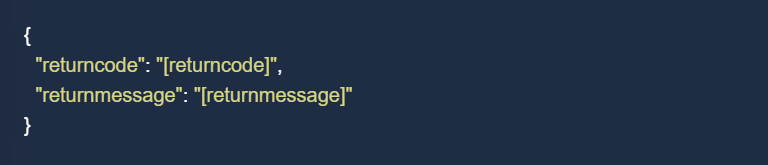 {
"returncode": "[returncode]",
"returnmessage": "[returnmessage]"
}